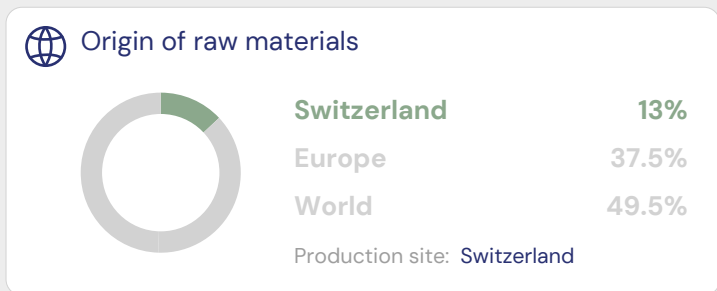 Origin of raw materials
Switzerland 13%
Europe 37.5%
World 49.5%
Production site: Switzerland